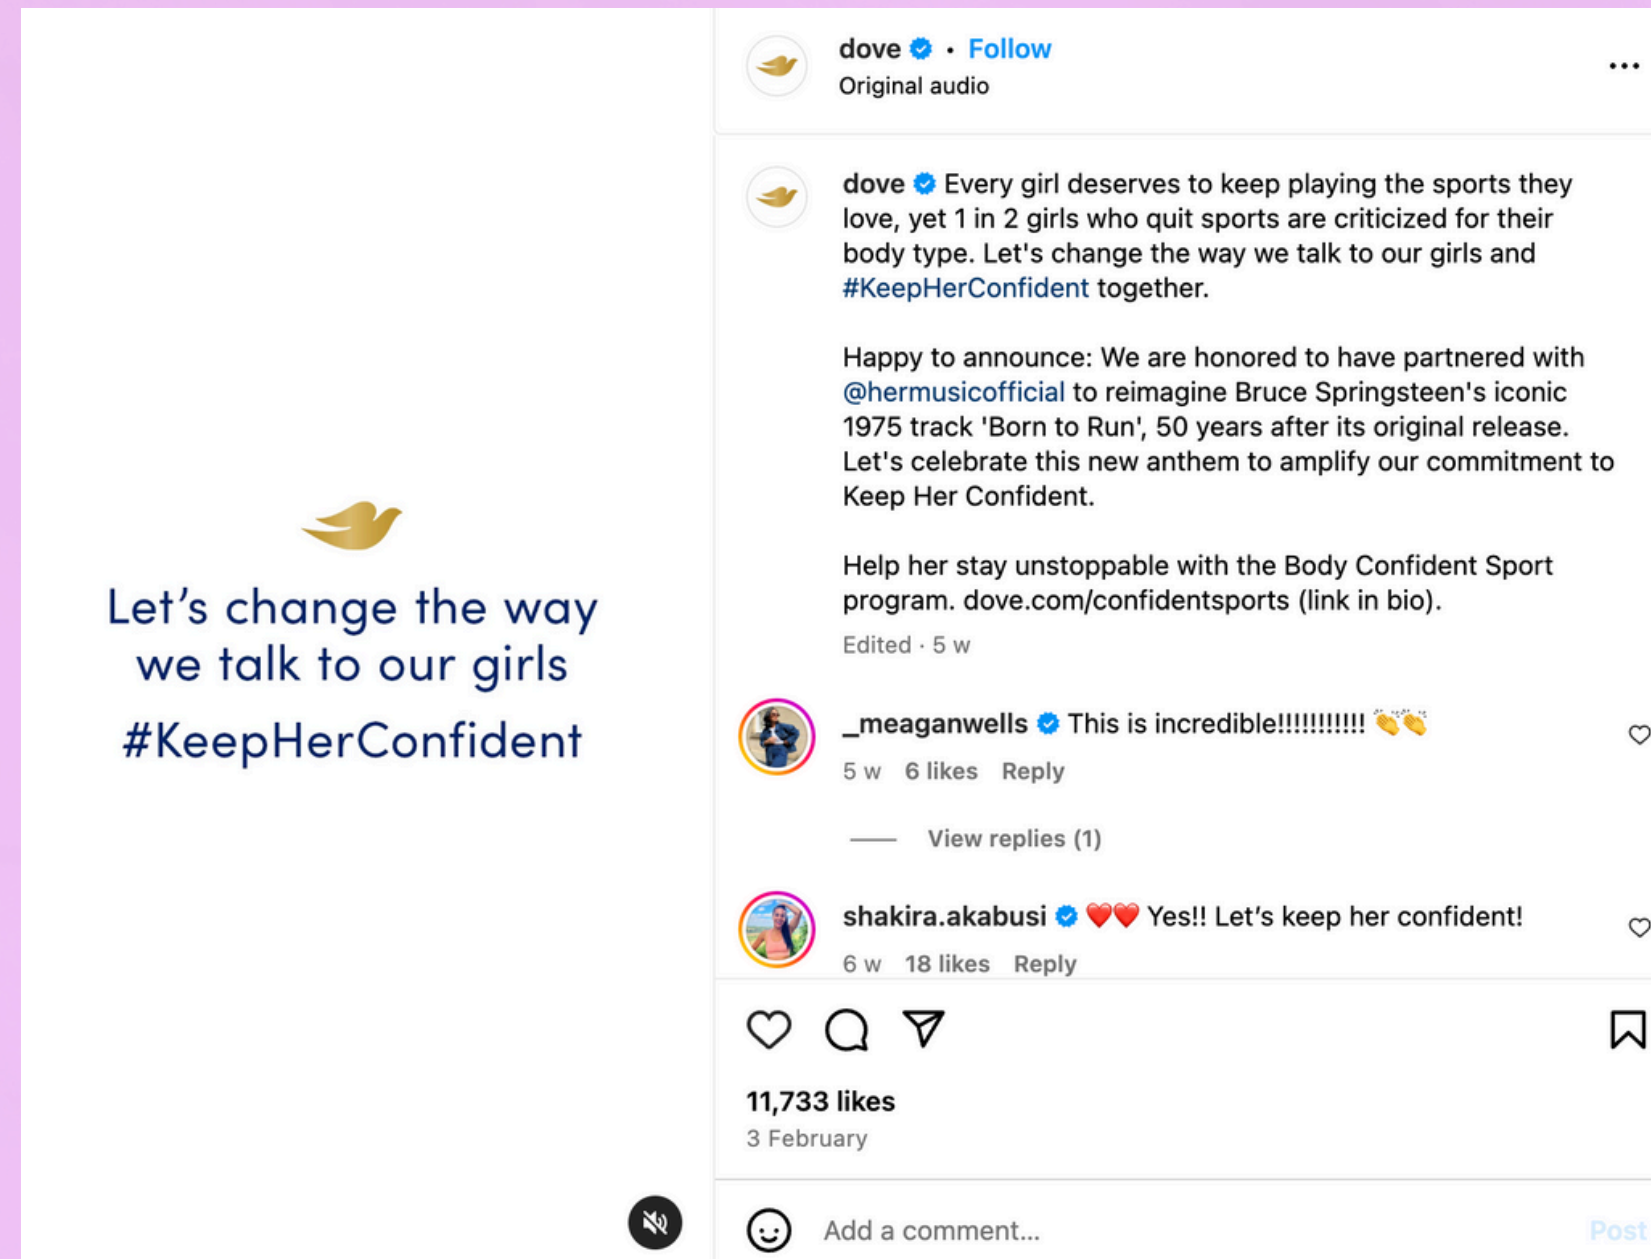 Let’s change the way
we talk to our girls
#KeepHerConfident
dove • Follow
Original audio
dove Every girl deserves to keep playing the sports they
love, yet 1 in 2 girls who quit sports are criticized for their
body type. Let's change the way we talk to our girls and
#KeepHerConfident together.
Happy to announce: We are honored to have partnered with
@hermusicofficial to reimagine Bruce Springsteen's iconic
1975 track 'Born to Run', 50 years after its original release.
Let's celebrate this new anthem to amplify our commitment to
Keep Her Confident.
Help her stay unstoppable with the Body Confident Sport
program. dove.com/confidentsports (link in bio).
Edited · 5 w
_meaganwells This is incredible!!!!!!!!!!! 👏👏
5 w 6 likes Reply
View replies (1)
shakira.akabusi ❤️❤️ Yes!! Let’s keep her confident!
6 w 18 likes Reply
11,733 likes
3 February
Add a comment...
Post